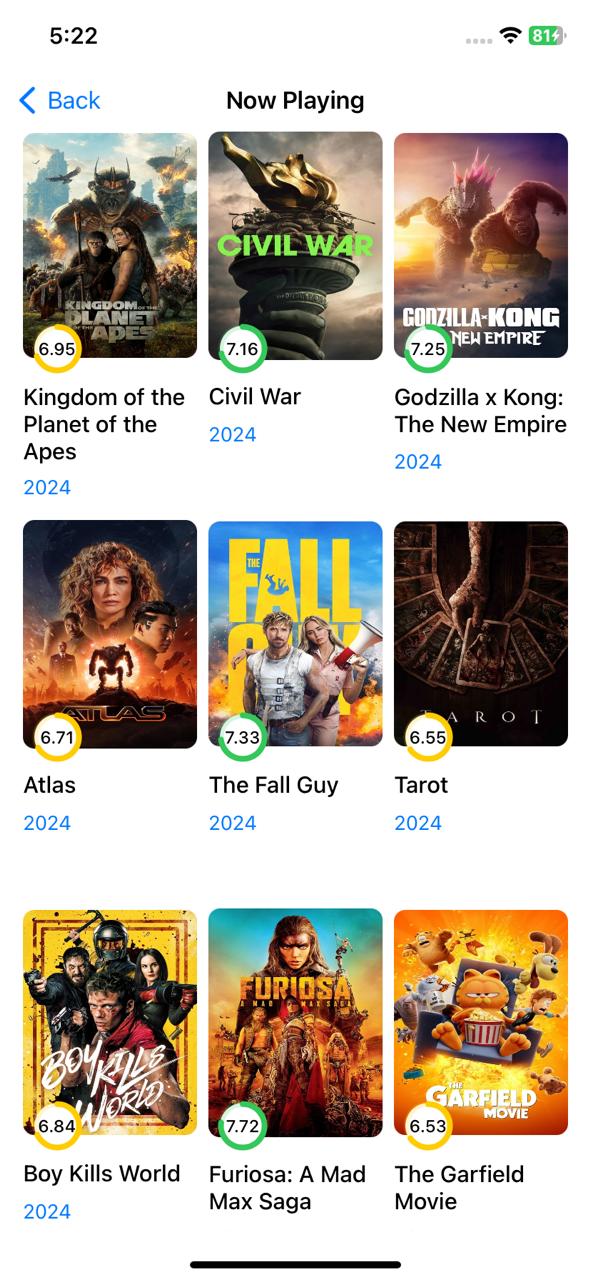 5:22
81
Back
Now Playing
KINGDOM OF THE
PLANET
OF THE APES
6.95
CIVIL WAR
7.16
GODZILLA x KONG
NEW EMPIRE
7.25
Kingdom of the
Planet of the
Apes
2024
Civil War
2024
Godzilla x Kong:
The New Empire
2024
ATLAS
6.71
THE
FALL
GUY
7.33
TAROT
6.55
Atlas
2024
The Fall Guy
2024
Tarot
2024
BOY KILLS
WORLD
6.84
FURIOSA
A MAD MAX SAGA
7.72
THE
GARFIELD
MOVIE
6.53
Boy Kills World
2024
Furiosa: A Mad
Max Saga
The Garfield
Movie